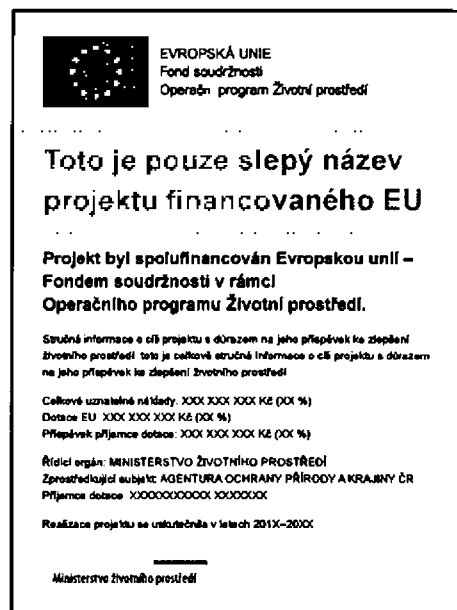 EVROPSKÁ UNIE
Fond soudržnosti
Operačn program Životní prostředí
Toto je pouze slepý název
projektu financovaného EU
Projekt byl spolufinancován Evropskou unií –
Fondem soudržnosti v rámci
Operačního programu Životní prostředí.
Stručná informace o cíli projektu s důrazem na jeho příspěvek ke zlepšení
životního prostředí toto je celkově stručná informace o cíli projektu s důrazem
na jeho příspěvek ke zlepšení životního prostředí
Celkové uznatelné náklady: XXX XXX XXX Kč (XX %)
Dotace EU XXX XXX XXX Kč (XX %)
Příspěvek příjemce dotace: XXX XXX XXX Kč (XX %)
Řídicí orgán: MINISTERSTVO ŽIVOTNÍHO PROSTŘEDÍ
Zprostředkující subjekt: AGENTURA OCHRANY PŘÍRODY A KRAJINY ČR
Příjemce dotace XXXXXXXXXXX XXXXXXX
Realizace projektu se uskutečnila v letech 201X–20XX
Ministerstvo životního prostředí